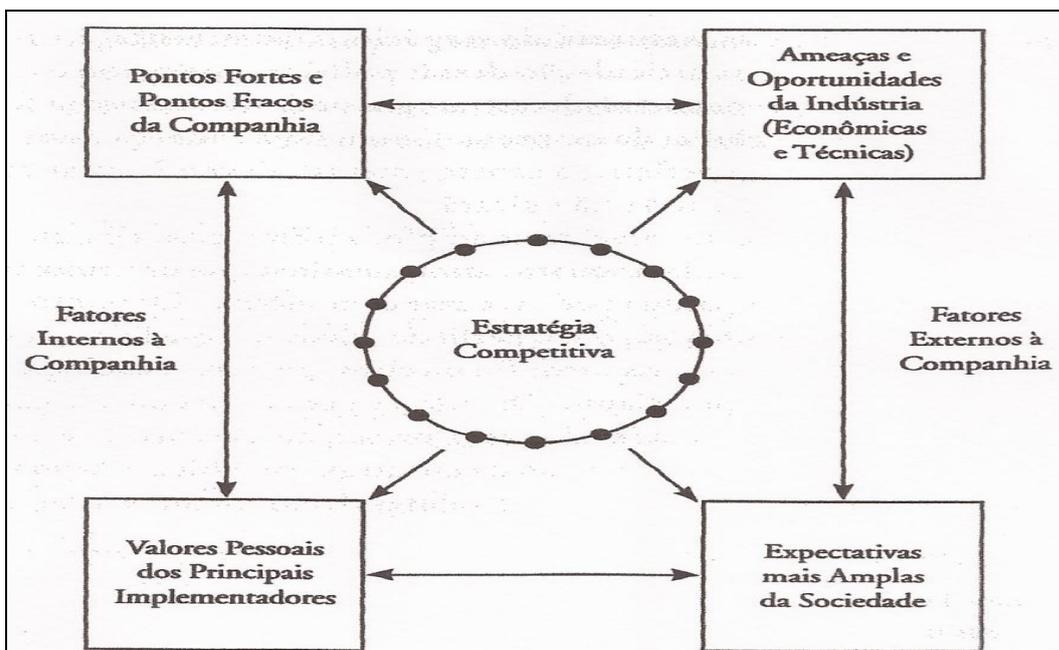 Pontos Fortes e
Pontos Fracos
da Companhia
Ameaças e
Oportunidades
da Indústria
(Econômicas
e Técnicas)
Fatores
Internos à
Companhia
Estratégia
Competitiva
Fatores
Externos à
Companhia
Valores Pessoais
dos Principais
Implementadores
Expectativas
mais Amplas
da Sociedade